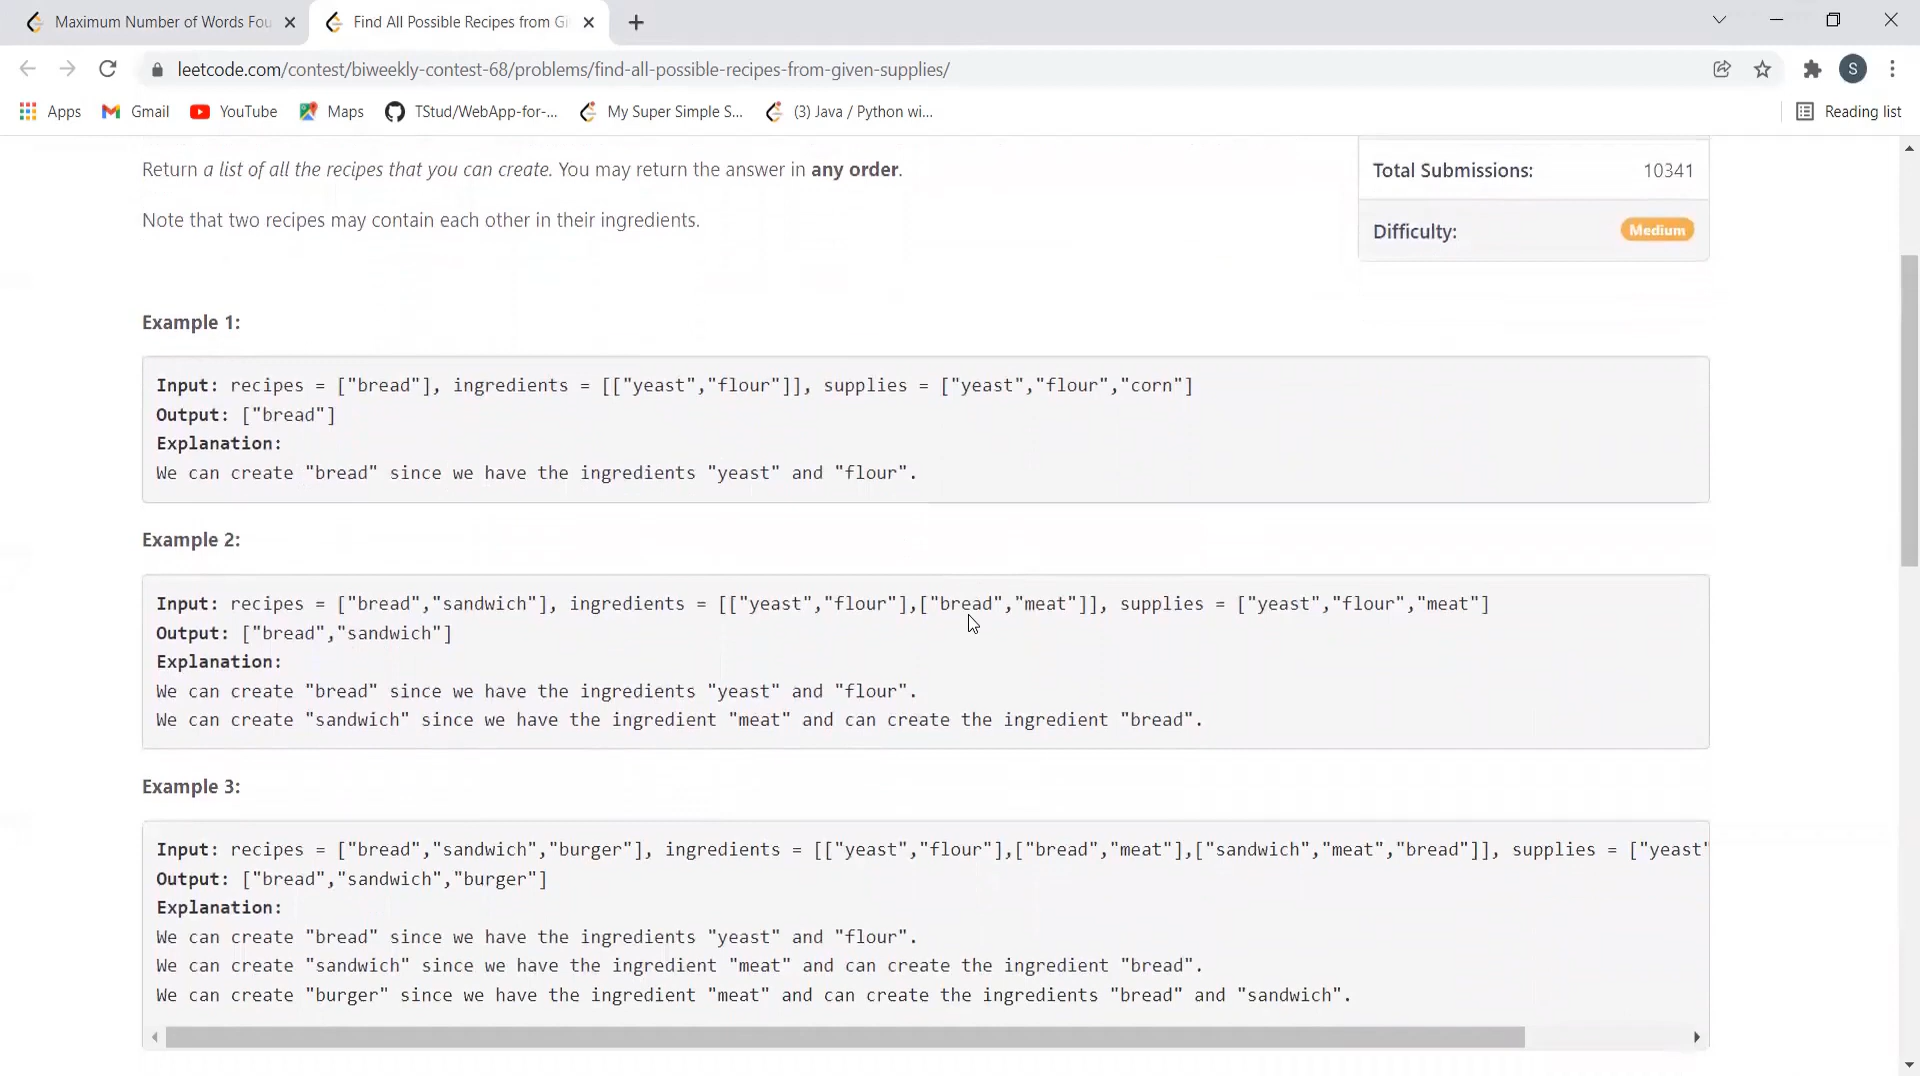 Maximum Number of Words Fou
Find All Possible Recipes from Gi
leetcode.com/contest/biweekly-contest-68/problems/find-all-possible-recipes-from-given-supplies/
S
Apps
Gmail
YouTube
Maps
TStud/WebApp-for-...
My Super Simple S...
(3) Java / Python wi...
Reading list
Return a list of all the recipes that you can create. You may return the answer in any order.
Note that two recipes may contain each other in their ingredients.
Total Submissions: 10341
Difficulty: Medium
Example 1:
Input: recipes = ["bread"], ingredients = [["yeast","flour"]], supplies = ["yeast","flour","corn"]
Output: ["bread"]
Explanation:
We can create "bread" since we have the ingredients "yeast" and "flour".
Example 2:
Input: recipes = ["bread","sandwich"], ingredients = [["yeast","flour"],["bread","meat"]], supplies = ["yeast","flour","meat"]
Output: ["bread","sandwich"]
Explanation:
We can create "bread" since we have the ingredients "yeast" and "flour".
We can create "sandwich" since we have the ingredient "meat" and can create the ingredient "bread".
Example 3:
Input: recipes = ["bread","sandwich","burger"], ingredients = [["yeast","flour"],["bread","meat"],["sandwich","meat","bread"]], supplies = ["yeast"
Output: ["bread","sandwich","burger"]
Explanation:
We can create "bread" since we have the ingredients "yeast" and "flour".
We can create "sandwich" since we have the ingredient "meat" and can create the ingredient "bread".
We can create "burger" since we have the ingredient "meat" and can create the ingredients "bread" and "sandwich".